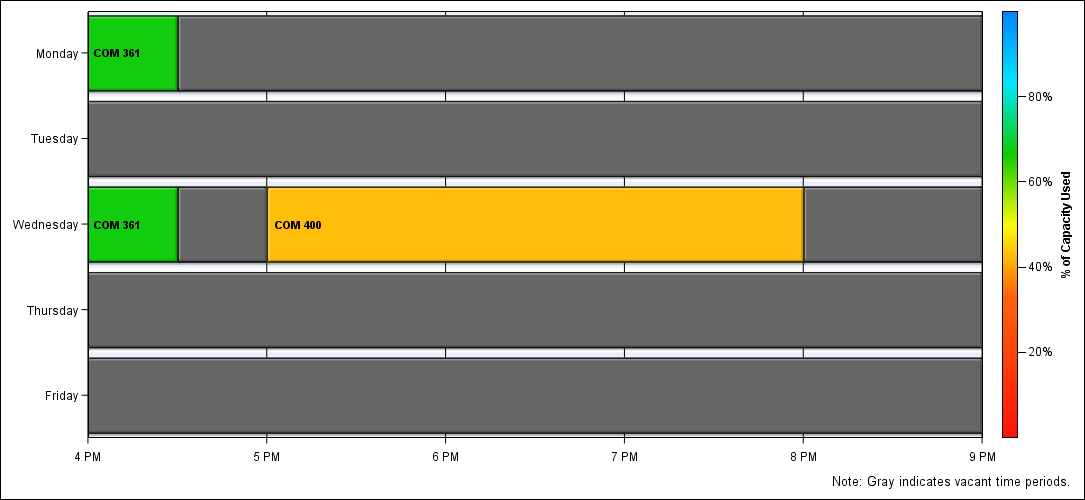 Monday
COM 361
Tuesday
Wednesday
COM 361
COM 400
Thursday
Friday
4 PM
5 PM
6 PM
7 PM
8 PM
9 PM
80%
60%
40%
20%
% of Capacity Used
Note: Gray indicates vacant time periods.